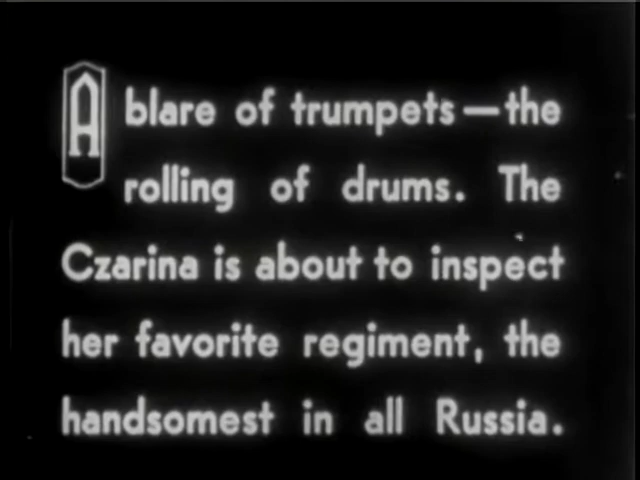 A blare of trumpets—the
rolling of drums. The
Czarina is about to inspect
her favorite regiment, the
handsomest in all Russia.